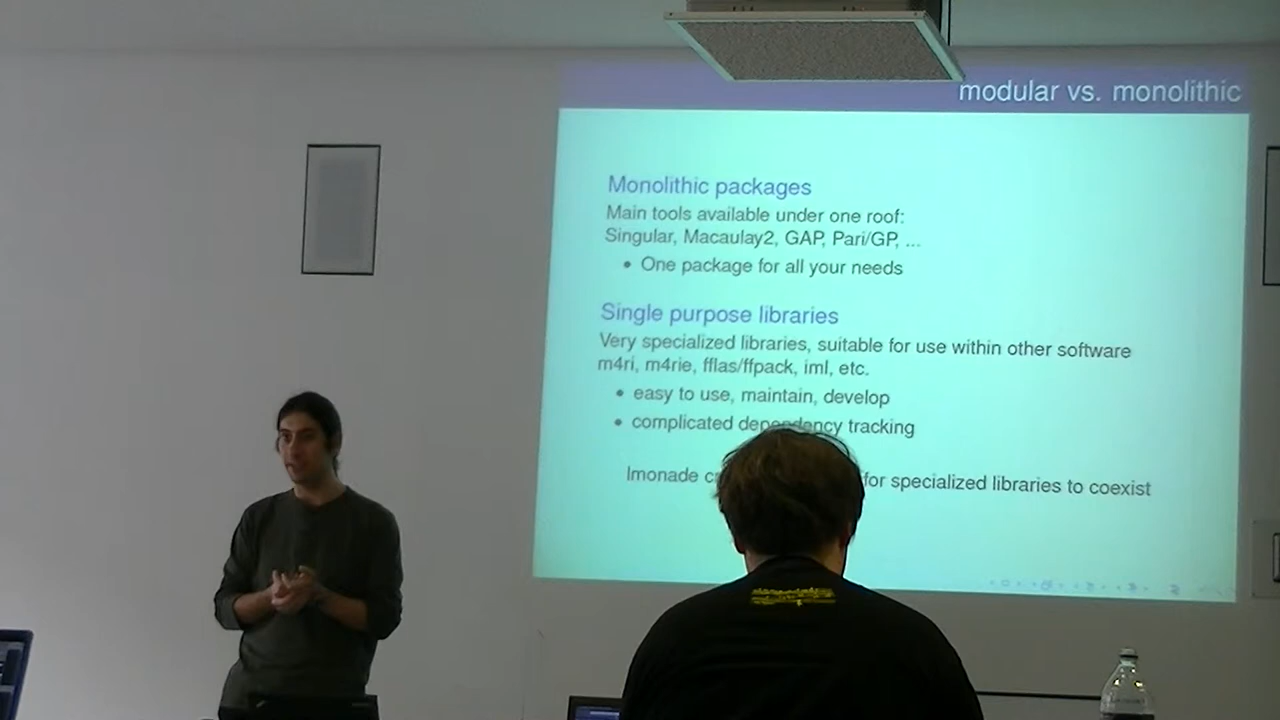 modular vs. monolithic
Monolithic packages
Main tools available under one roof:
Singular, Macaulay2, GAP, Pari/GP, ...
• One package for all your needs
Single purpose libraries
Very specialized libraries, suitable for use within other software
m4ri, m4rie, fflas/ffpack, iml, etc.
• easy to use, maintain, develop
• complicated dependency tracking
lmonade for specialized libraries to coexist